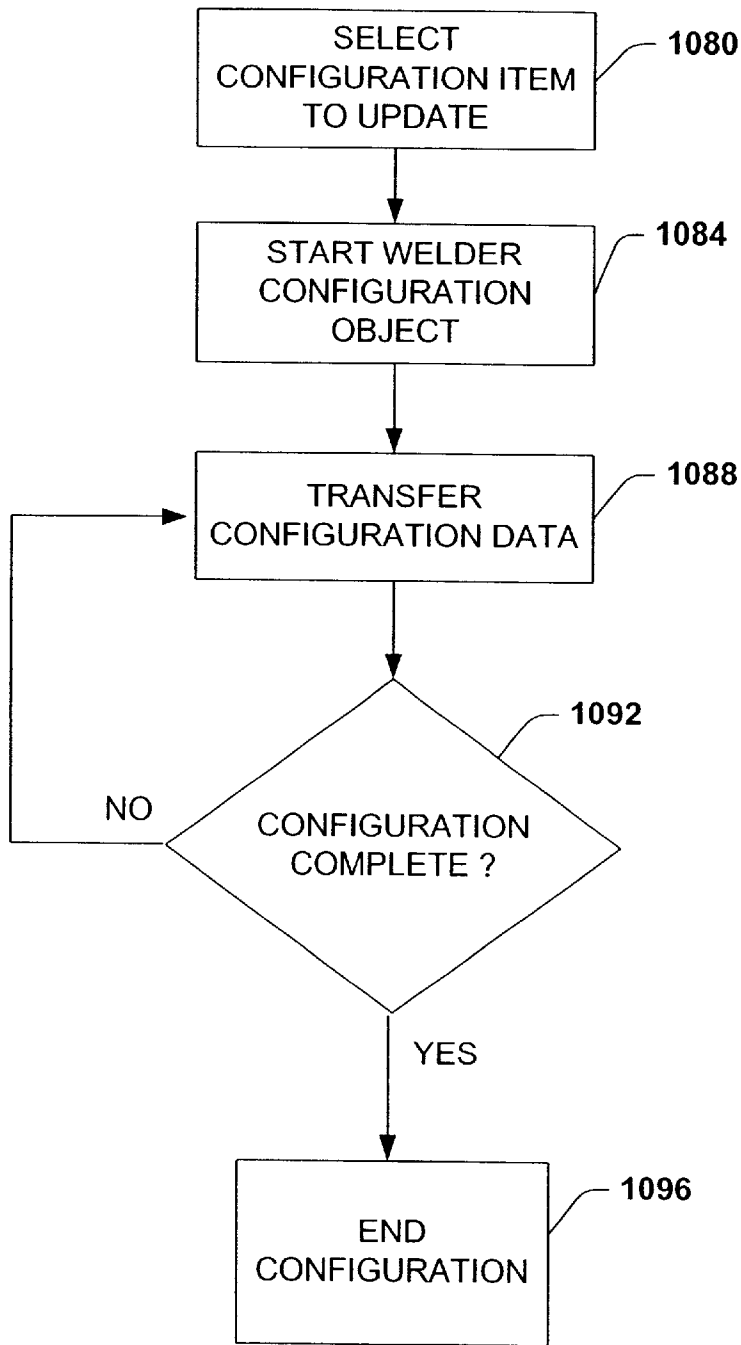 SELECT
CONFIGURATION ITEM
TO UPDATE
1080
START WELDER
CONFIGURATION
OBJECT
1084
TRANSFER
CONFIGURATION DATA
1088
CONFIGURATION
COMPLETE ?
1092
NO
YES
END
CONFIGURATION
1096